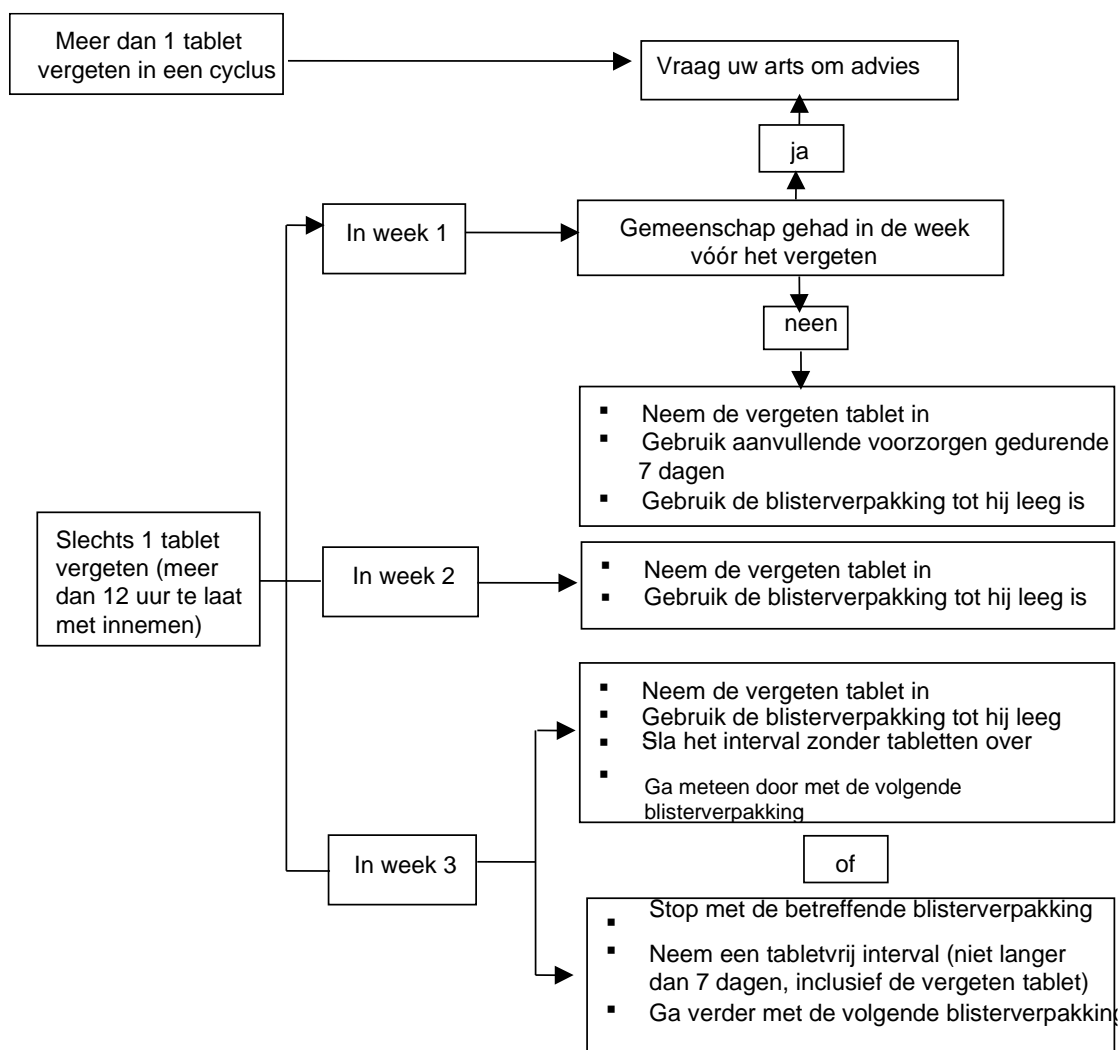 Meer dan 1 tablet
vergeten in een cyclus
Vraag uw arts om advies
ja
In week 1
Gemeenschap gehad in de week
vóór het vergeten
neen
▪ Neem de vergeten tablet in
▪ Gebruik aanvullende voorzorgen gedurende
7 dagen
▪ Gebruik de blisterverpakking tot hij leeg is
Slechts 1 tablet
vergeten (meer
dan 12 uur te laat
met innemen)
In week 2
▪ Neem de vergeten tablet in
▪ Gebruik de blisterverpakking tot hij leeg is
▪ Neem de vergeten tablet in
▪ Gebruik de blisterverpakking tot hij leeg
▪ Sla het interval zonder tabletten over
▪ Ga meteen door met de volgende
blisterverpakking
In week 3
of
▪ Stop met de betreffende blisterverpakking
▪ Neem een tabletvrij interval (niet langer
dan 7 dagen, inclusief de vergeten tablet)
▪ Ga verder met de volgende blisterverpakking